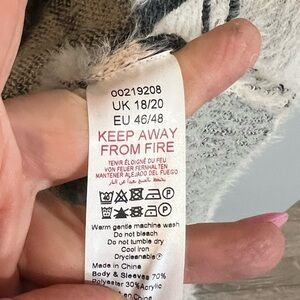 00219208
UK 18/20
EU 46/48
KEEP AWAY
FROM FIRE
TENIR ÉLOIGNÉ DU FEU
VON FEUER FERNHALTEN
MANTENER ALEJADO DEL FUEGO
Warm gentle machine wash
Do not bleach
Do not tumble dry
Cool Iron
Drycleanable
Made in China
Body & Sleeves 70%
Polyester 30% Acrylic
en Chine